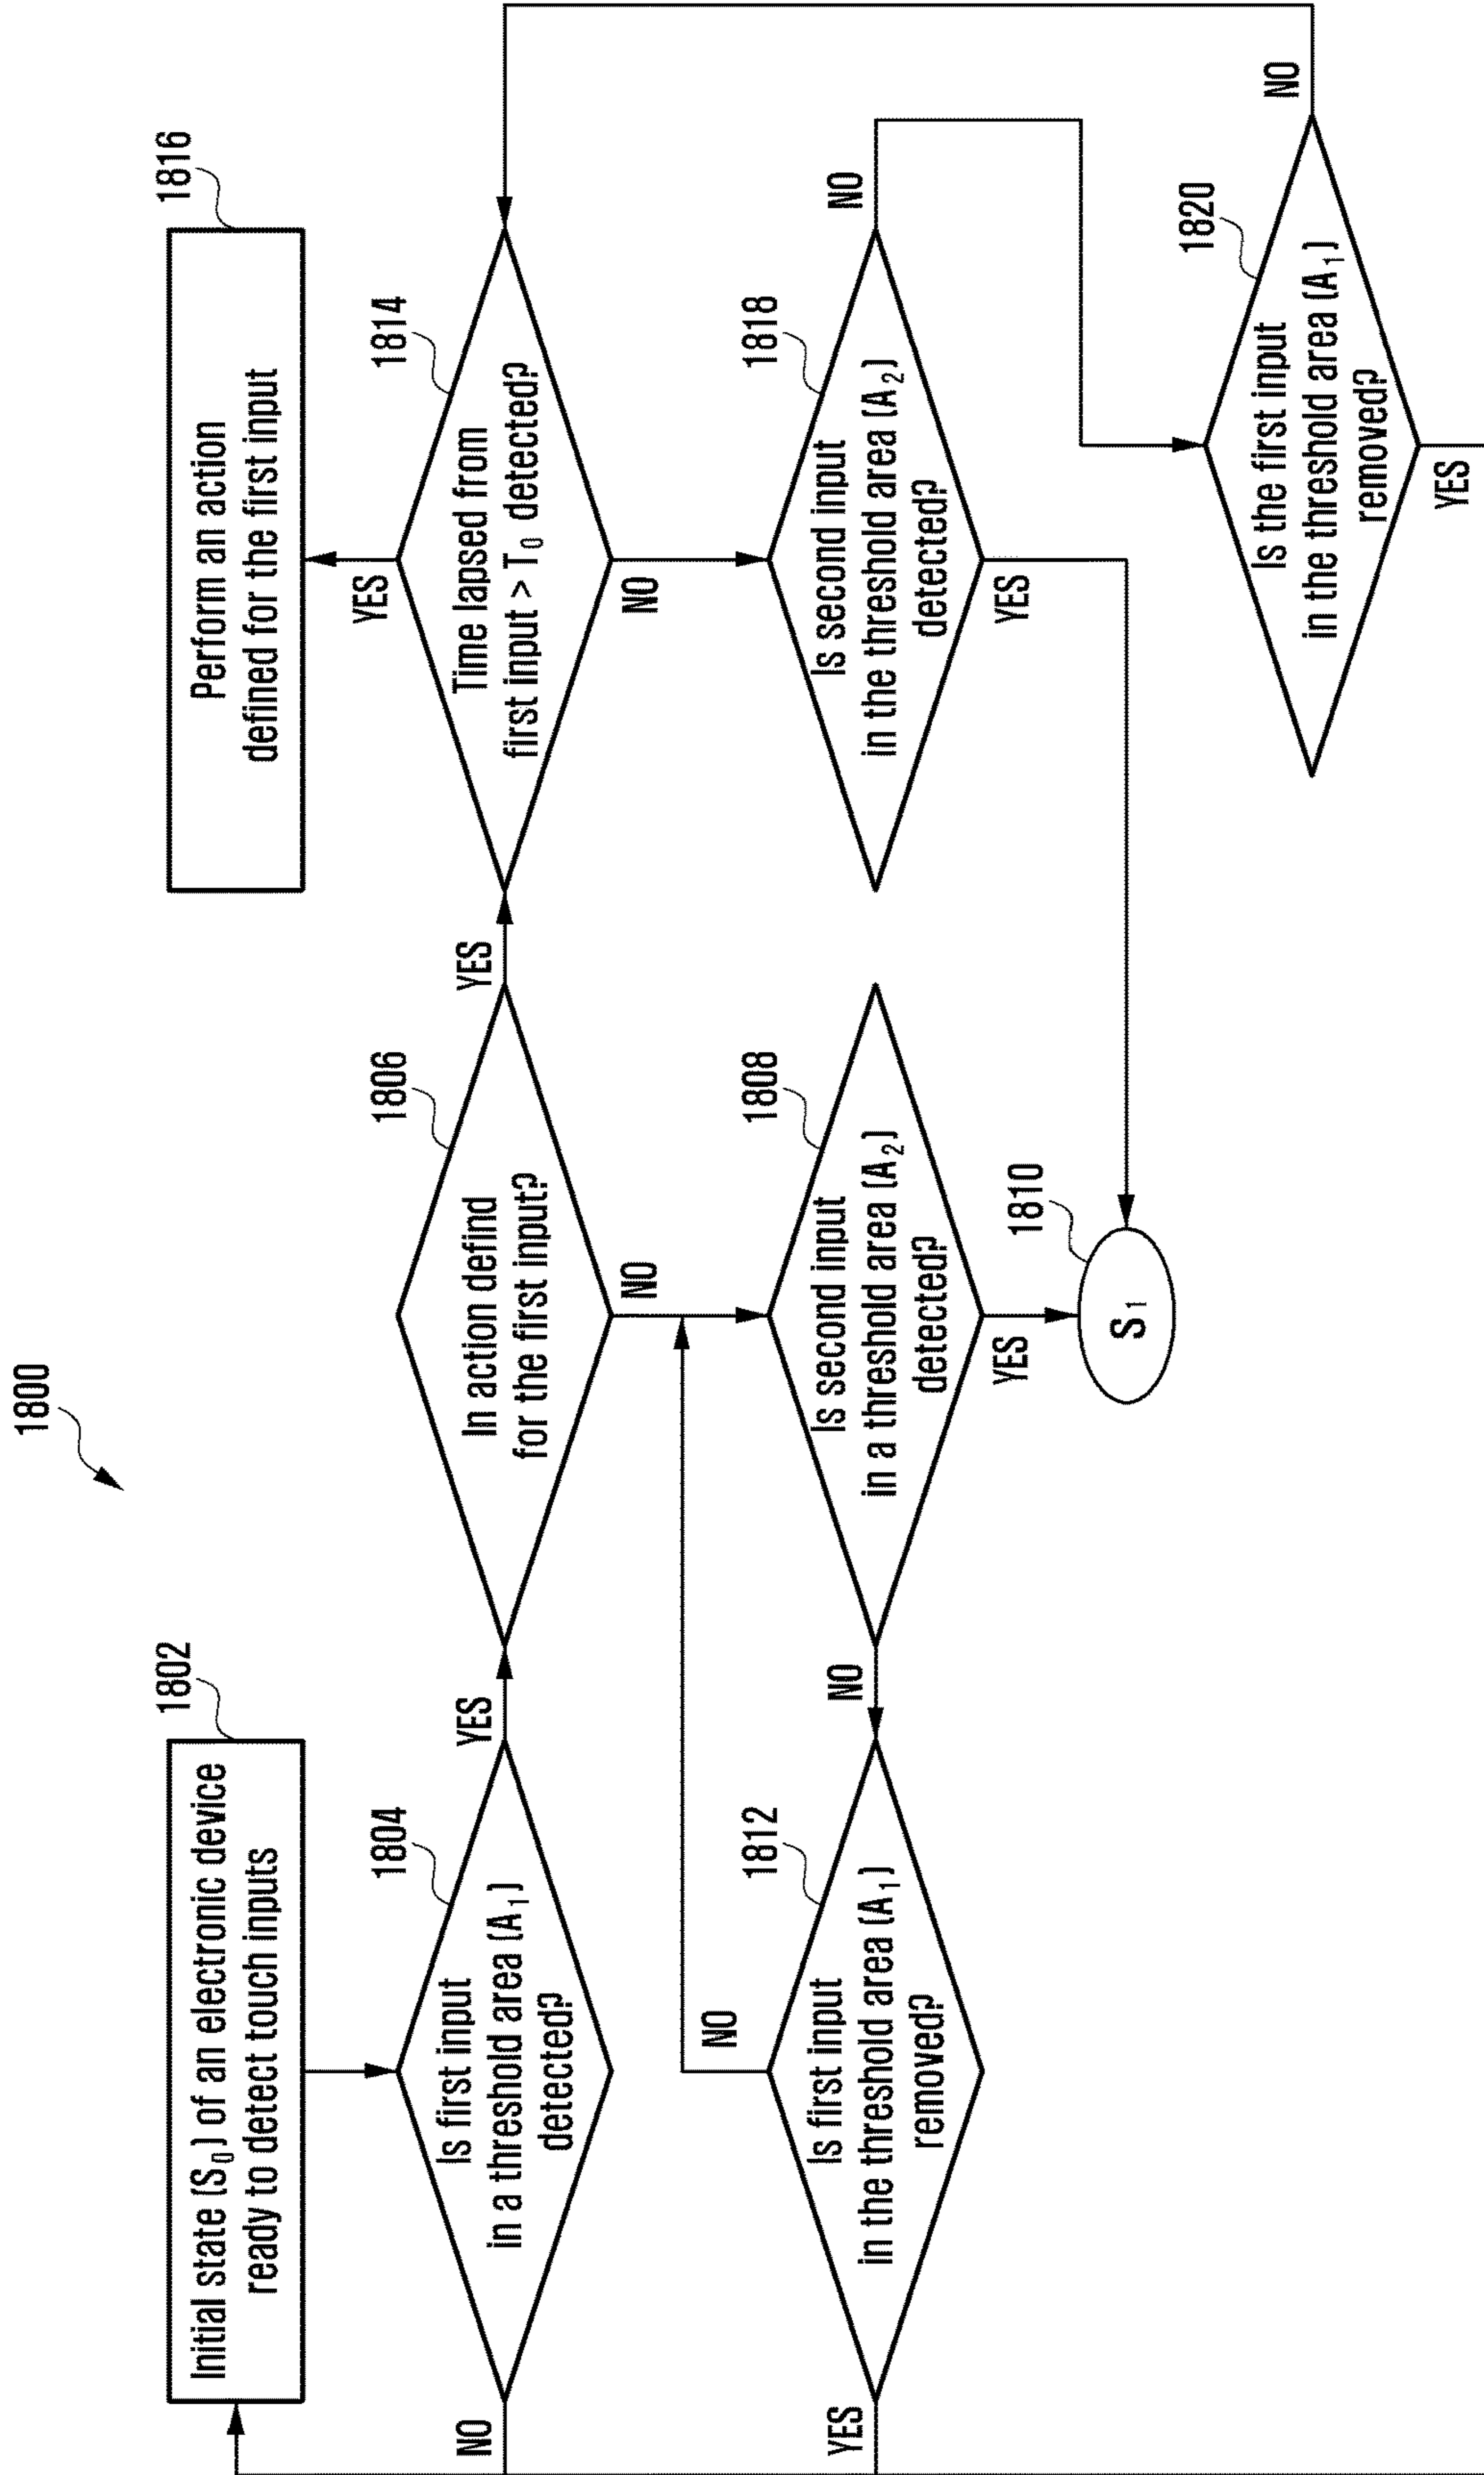 1800
1802
Initial state (S₀) of an electronic device
ready to detect touch inputs
1804
Is first input
in a threshold area (A₁)
detected?
NO
YES
1806
In action defind
for the first input?
YES
NO
1814
Time lapsed from
first input > T₀ detected?
YES
NO
1816
Perform an action
defined for the first input
1812
Is first input
in the threshold area (A₁)
removed?
YES
NO
1808
Is second input
in a threshold area (A₂)
detected?
NO
YES
1810
S₁
1818
Is second input
in the threshold area (A₂)
detected?
NO
YES
1820
Is the first input
in the threshold area (A₁)
removed?
NO
YES